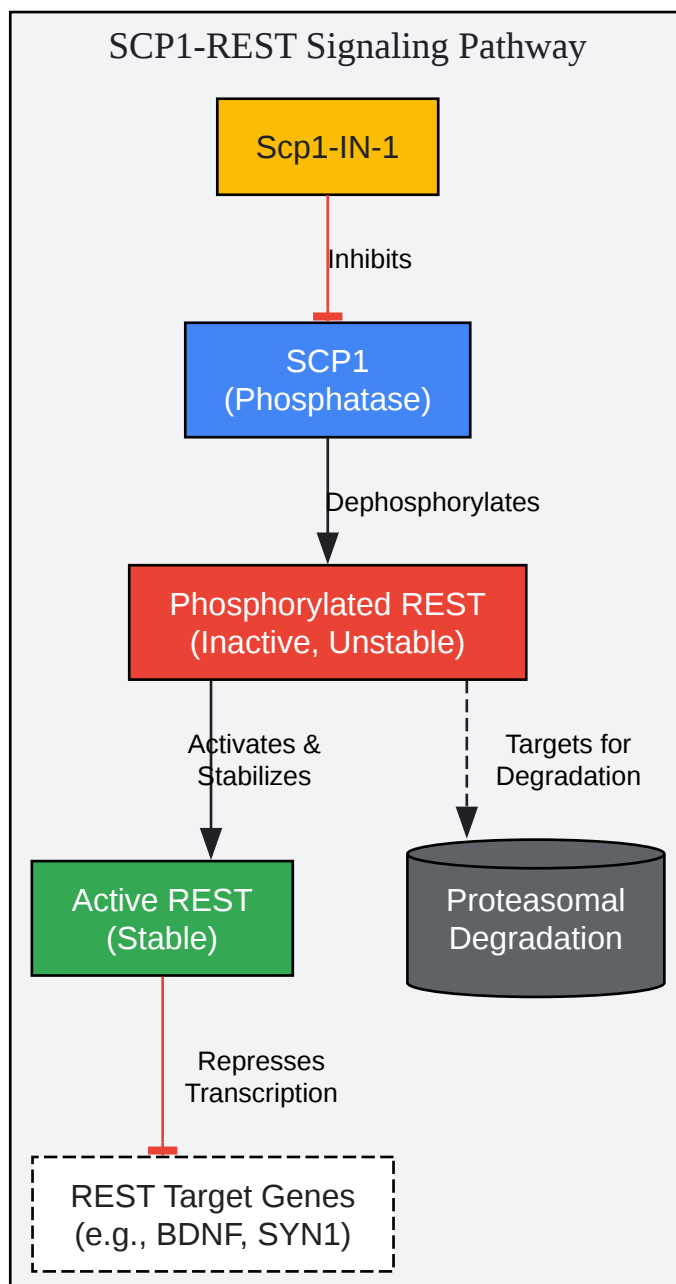 SCP1-REST Signaling Pathway
Scp1-IN-1
Inhibits
SCP1
(Phosphatase)
Dephosphorylates
Phosphorylated REST
(Inactive, Unstable)
Activates &
Stabilizes
Targets for
Degradation
Active REST
(Stable)
Proteasomal
Degradation
Represses
Transcription
REST Target Genes
(e.g., BDNF, SYN1)